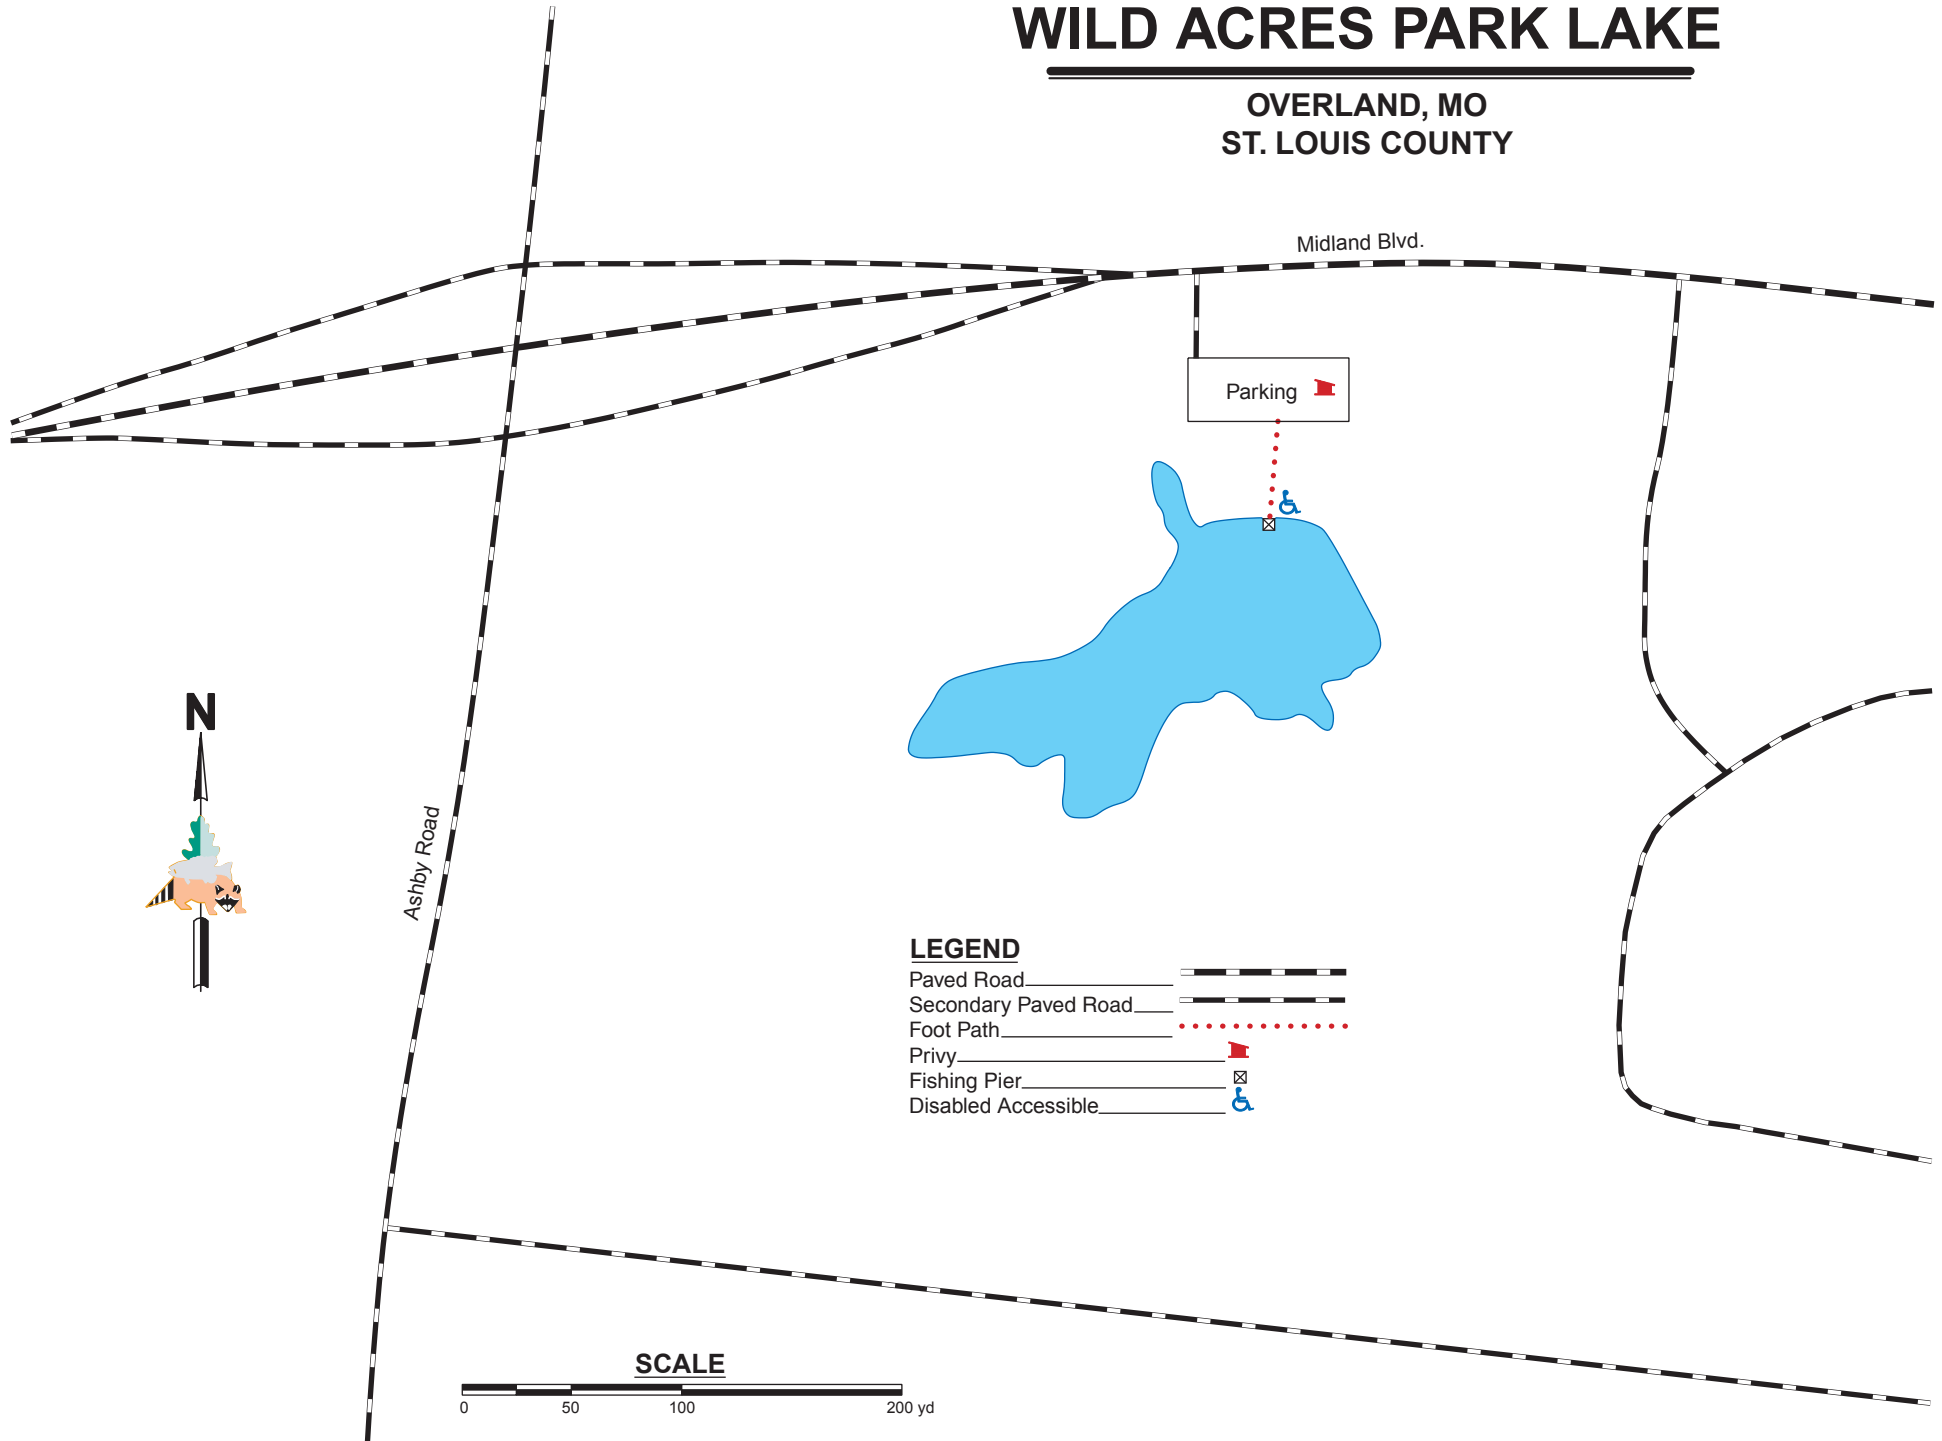 WILD ACRES PARK LAKE
OVERLAND, MO
ST. LOUIS COUNTY
Midland Blvd.
Parking
N
Ashby Road
LEGEND
Paved Road
Secondary Paved Road
Foot Path
Privy
Fishing Pier
Disabled Accessible
SCALE
0 50 100 200 yd